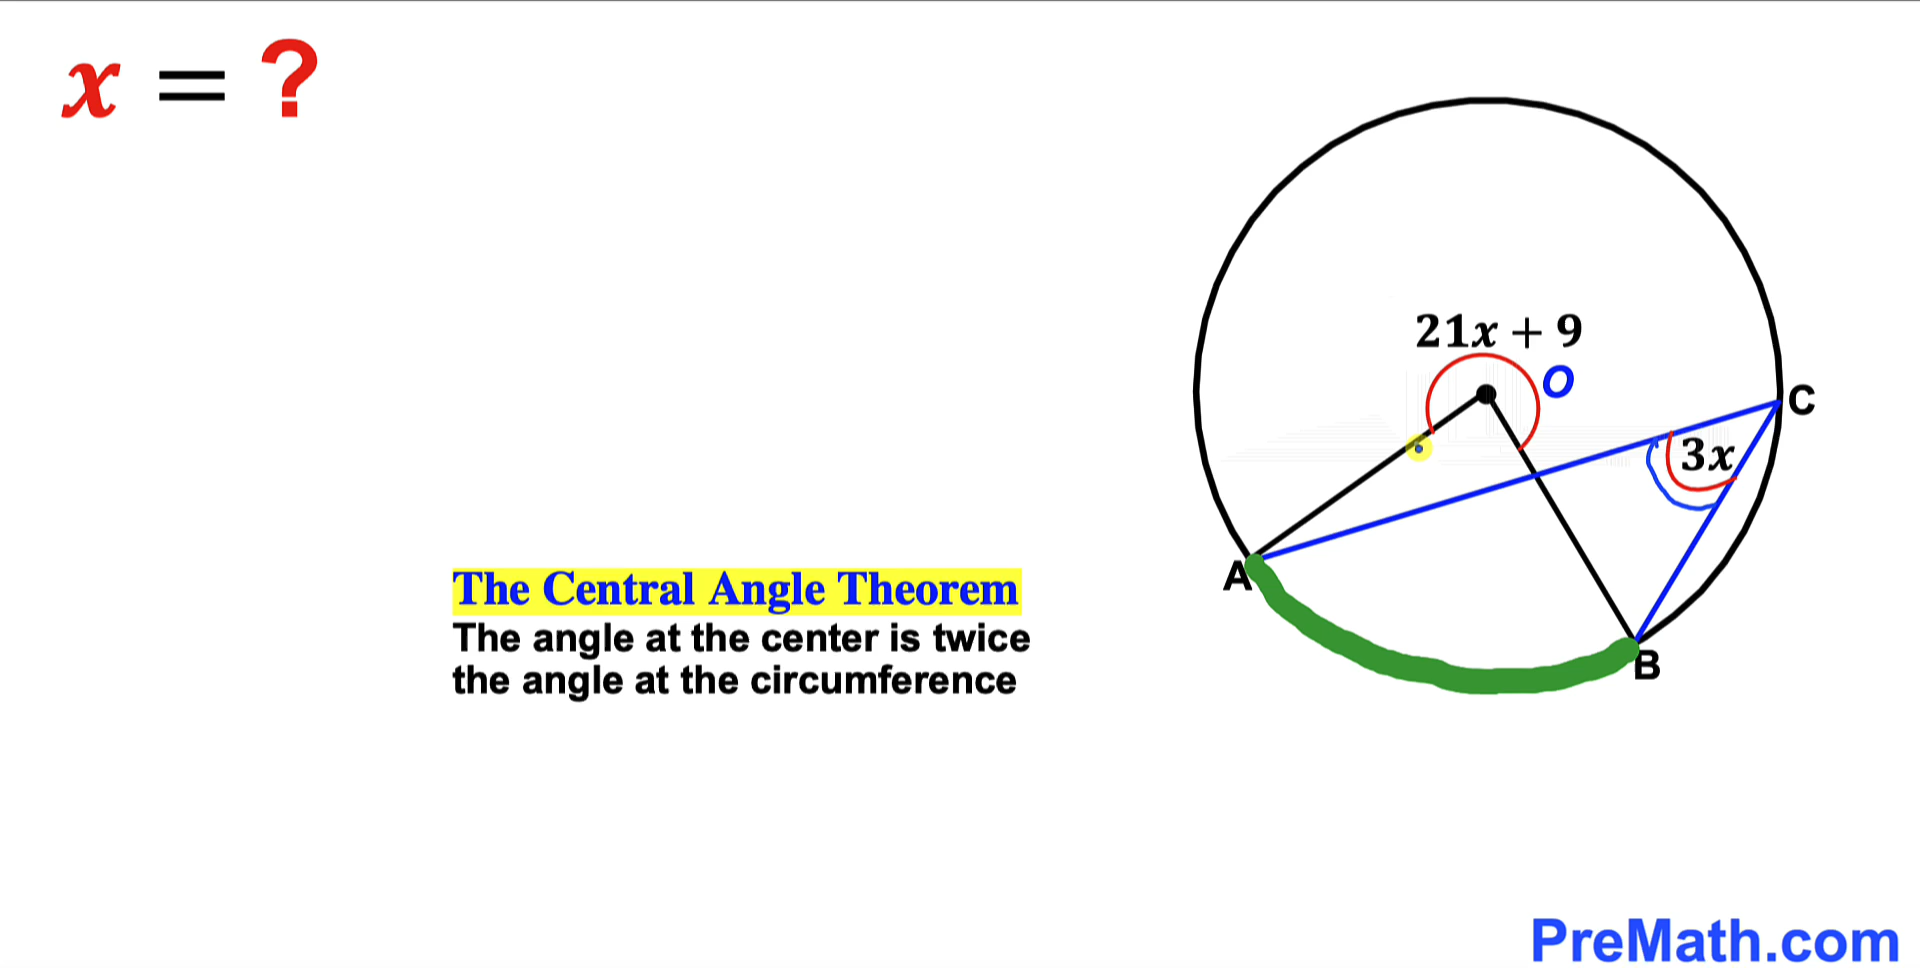 x = ?
21x + 9
O
C
3x
A
B
The Central Angle Theorem
The angle at the center is twice
the angle at the circumference
PreMath.com